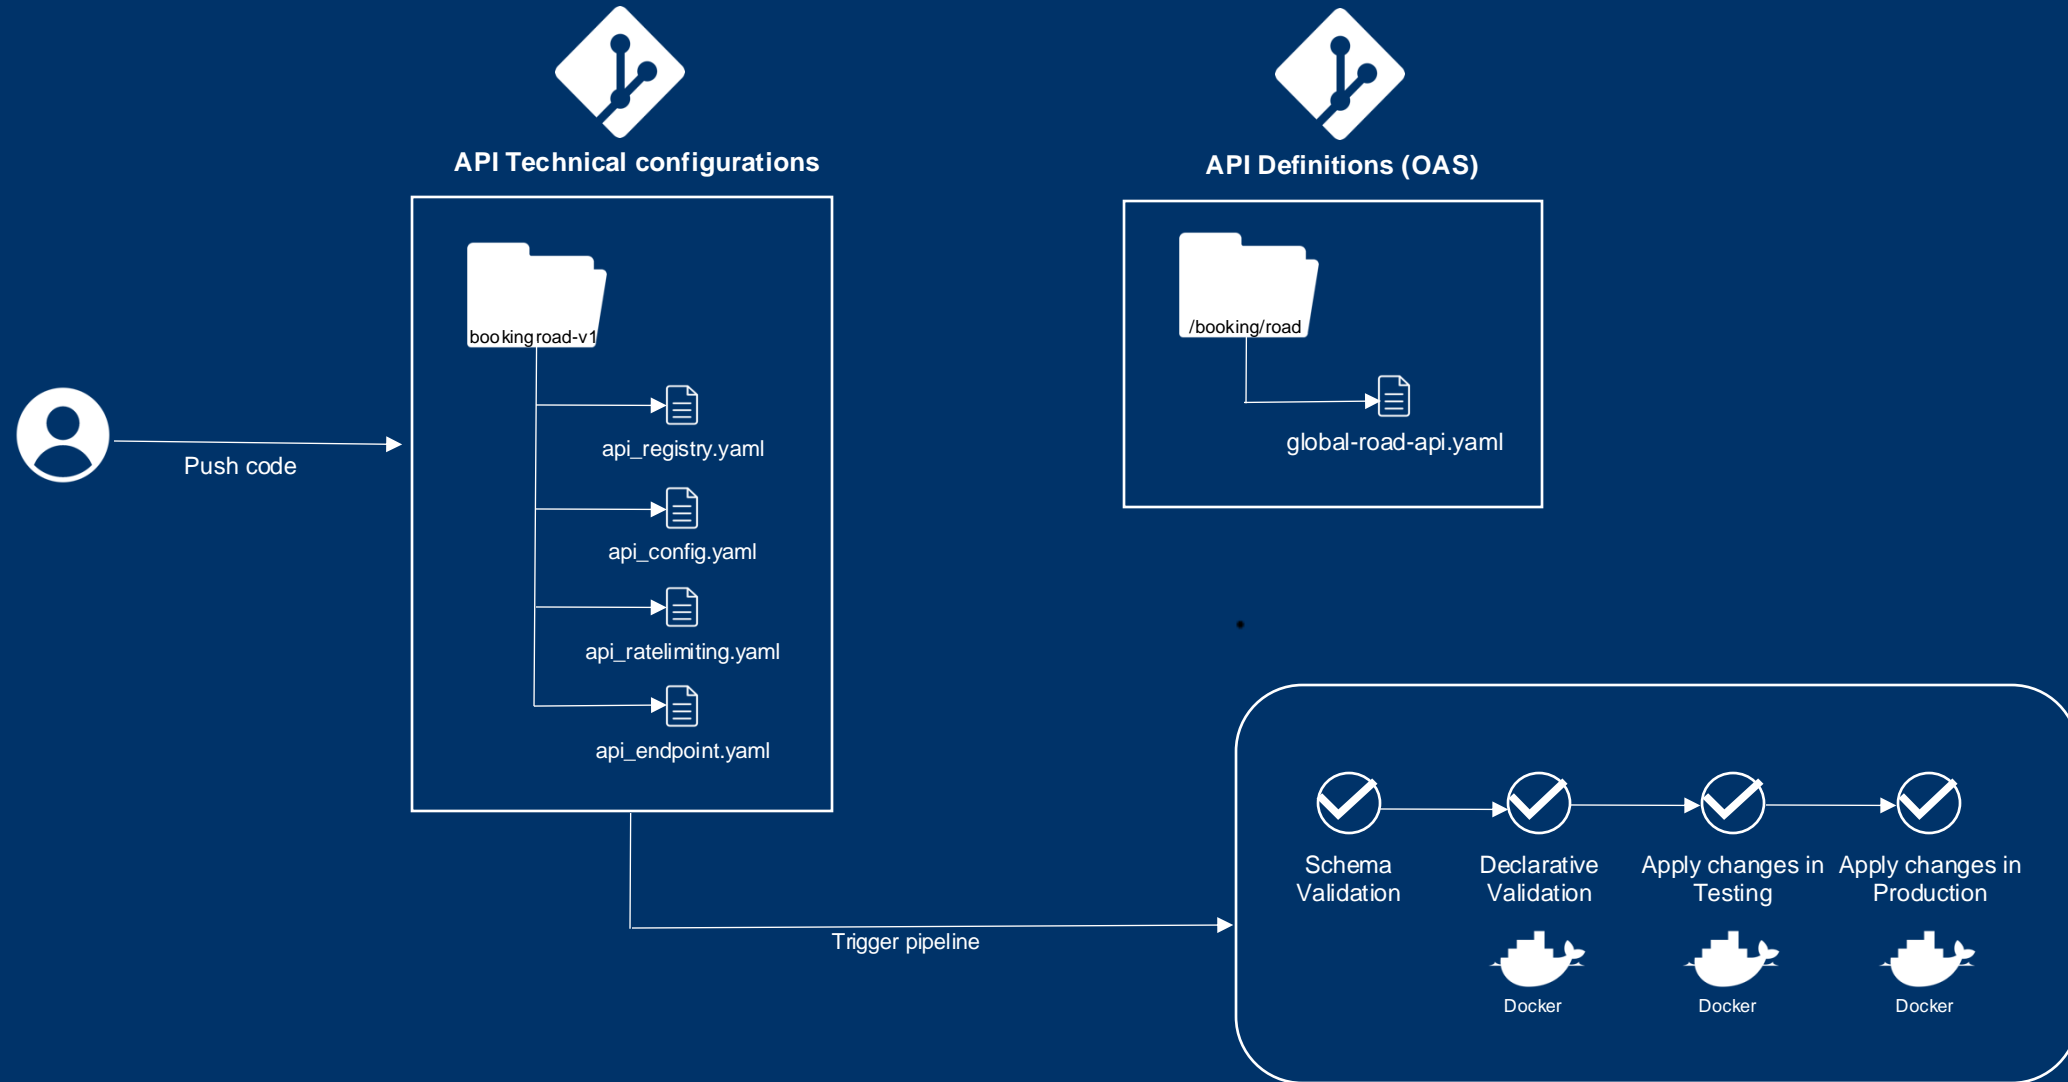 API Technical configurations
API Definitions (OAS)
bookingroad-v1
/booking/road
api_registry.yaml
global-road-api.yaml
Push code
api_config.yaml
api_ratelimiting.yaml
api_endpoint.yaml
Trigger pipeline
Schema
Validation
Declarative
Validation
Apply changes in
Testing
Apply changes in
Production
Docker
Docker
Docker